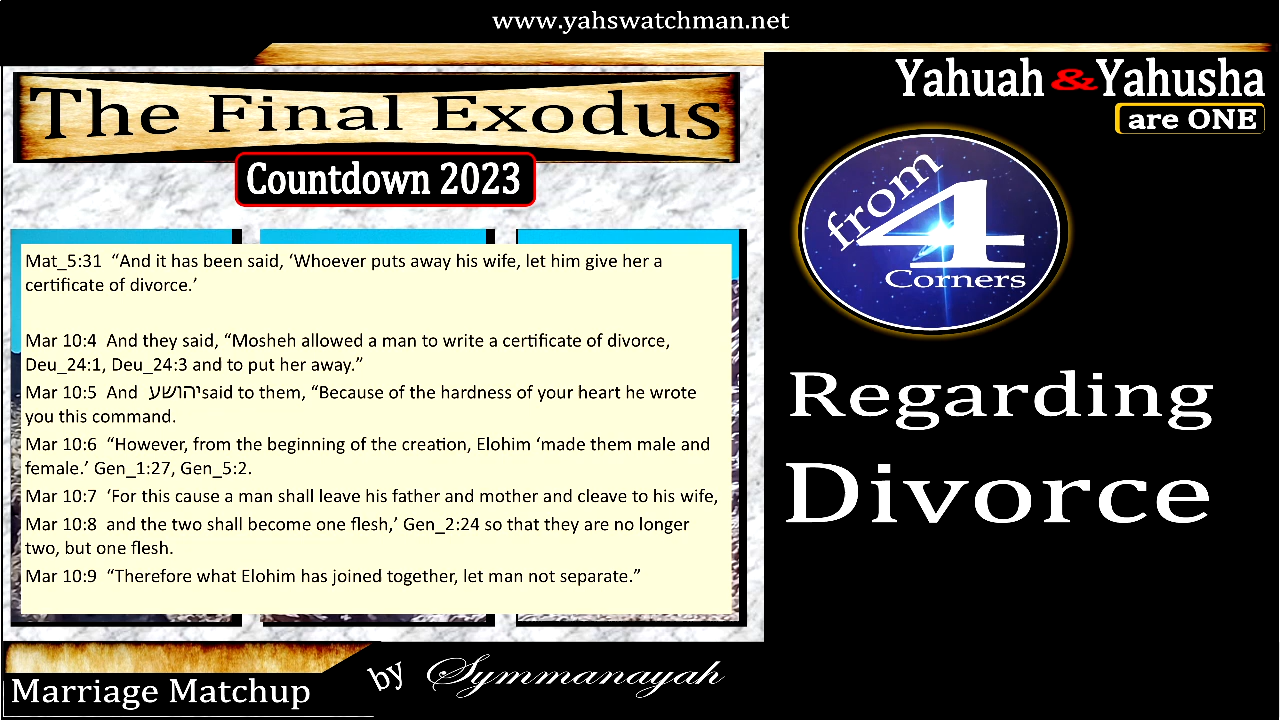 www.yahswatchman.net
The Final Exodus
Countdown 2023
Mat_5:31 “And it has been said, ‘Whoever puts away his wife, let him give her a
certificate of divorce.’
Mar 10:4 And they said, “Mosheh allowed a man to write a certificate of divorce,
Deu_24:1, Deu_24:3 and to put her away.”
Mar 10:5 And יהושע said to them, “Because of the hardness of your heart he wrote
you this command.
Mar 10:6 “However, from the beginning of the creation, Elohim ‘made them male and
female.’ Gen_1:27, Gen_5:2.
Mar 10:7 ‘For this cause a man shall leave his father and mother and cleave to his wife,
Mar 10:8 and the two shall become one flesh,’ Gen_2:24 so that they are no longer
two, but one flesh.
Mar 10:9 “Therefore what Elohim has joined together, let man not separate.”
Yahuah & Yahusha
are ONE
from
4
Corners
Regarding
Divorce
Marriage Matchup
by Symmanayah